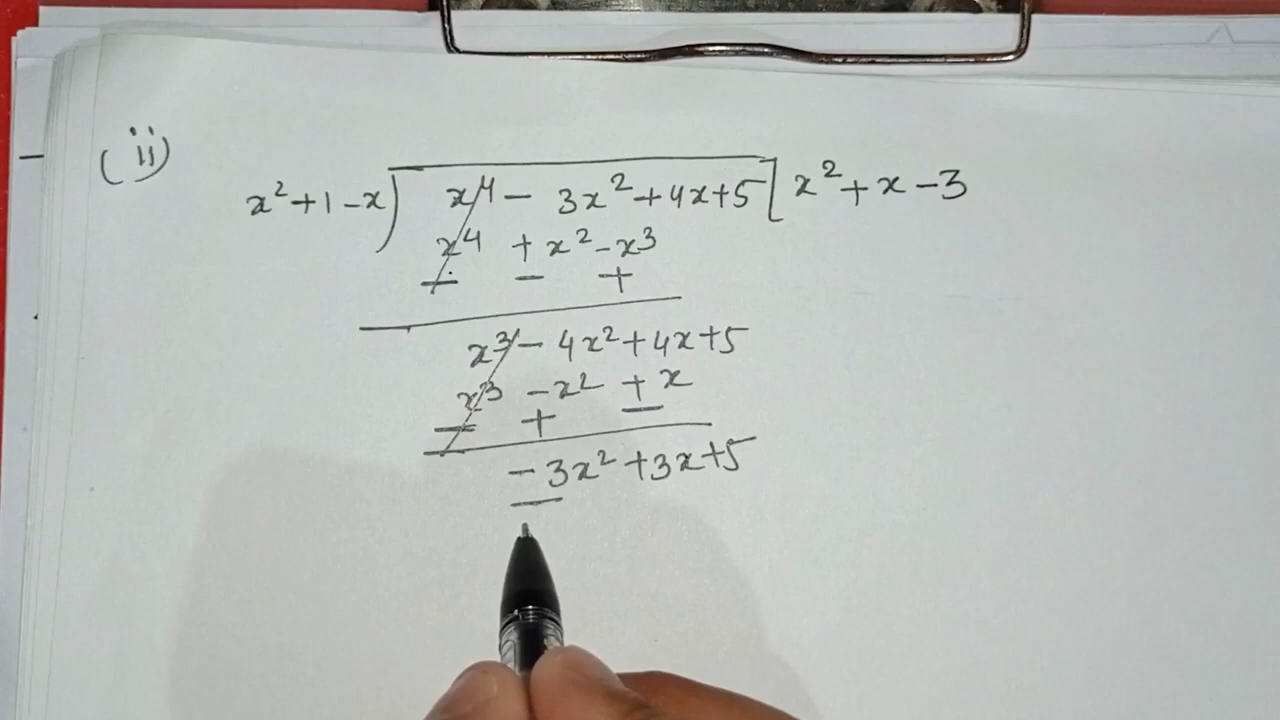 (ii)
x²+1-x) x⁴ - 3x²+4x+5 [x²+x-3
x⁴ + x²-x³
- - +
x³ - 4x²+4x+5
x³ -x² +x
- + -
-3x²+3x+5